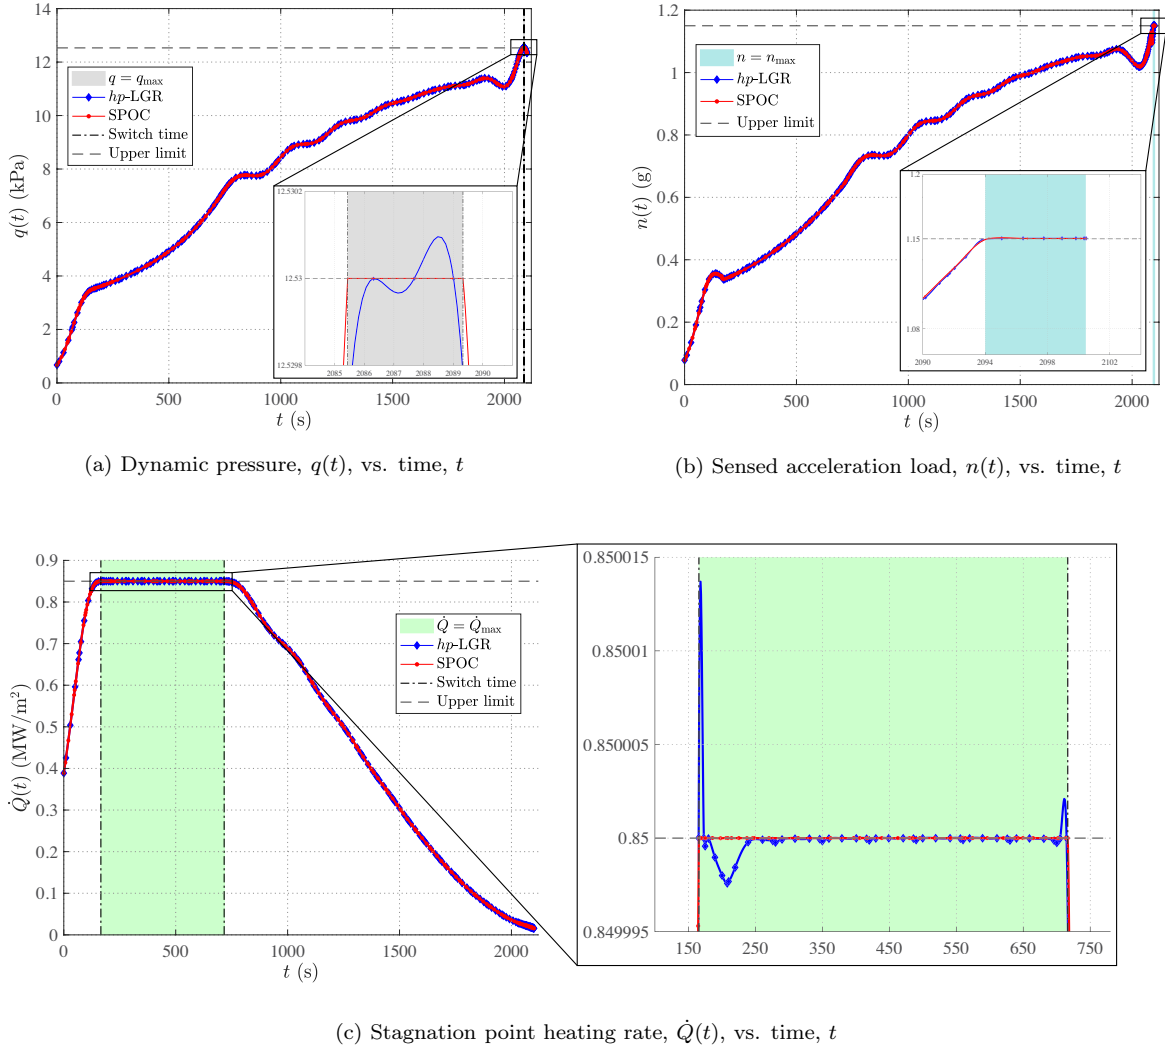 14
12
10
8
6
4
2
0
q(t) (kPa)
q = q_max
hp-LGR
SPOC
Switch time
Upper limit
12.5302
12.53
12.5298
2085 2086 2087 2088 2089 2090
0 500 1000 1500 2000
t (s)
(a) Dynamic pressure, q(t), vs. time, t
1.2
1
0.8
0.6
0.4
0.2
0
n(t) (g)
n = n_max
hp-LGR
SPOC
Upper limit
1.2
1.15
1.08
2090 2094 2098 2102
0 500 1000 1500 2000
t (s)
(b) Sensed acceleration load, n(t), vs. time, t
0.9
0.8
0.7
0.6
0.5
0.4
0.3
0.2
0.1
0
Q̇(t) (MW/m²)
Q̇ = Q̇_max
hp-LGR
SPOC
Switch time
Upper limit
0 500 1000 1500 2000
t (s)
0.850015
0.85001
0.850005
0.85
0.849995
150 250 350 450 550 650 750
(c) Stagnation point heating rate, Q̇(t), vs. time, t